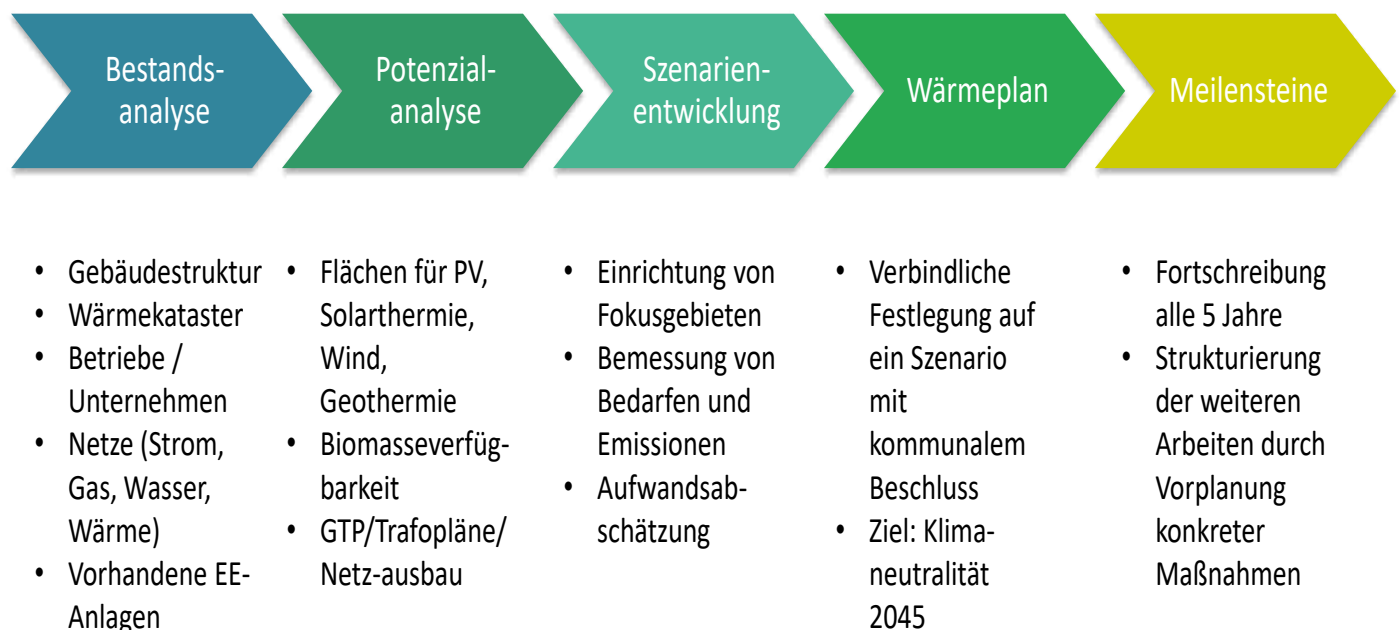 Bestands-
analyse
Potenzial-
analyse
Szenarien-
entwicklung
Wärmeplan
Meilensteine
• Gebäudestruktur
• Wärmekataster
• Betriebe /
Unternehmen
• Netze (Strom,
Gas, Wasser,
Wärme)
• Vorhandene EE-
Anlagen
• Flächen für PV,
Solarthermie,
Wind,
Geothermie
• Biomasseverfüg-
barkeit
• GTP/Trafopläne/
Netz-ausbau
• Einrichtung von
Fokusgebieten
• Bemessung von
Bedarfen und
Emissionen
• Aufwandsab-
schätzung
• Verbindliche
Festlegung auf
ein Szenario
mit
kommunalem
Beschluss
• Ziel: Klima-
neutralität
2045
• Fortschreibung
alle 5 Jahre
• Strukturierung
der weiteren
Arbeiten durch
Vorplanung
konkreter
Maßnahmen